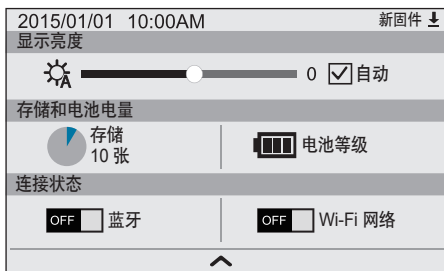 2015/01/01 10:00AM 新固件
显示亮度
A 0 自动
存储和电池电量
存储
10 张
电池等级
连接状态
OFF 蓝牙 OFF Wi-Fi 网络